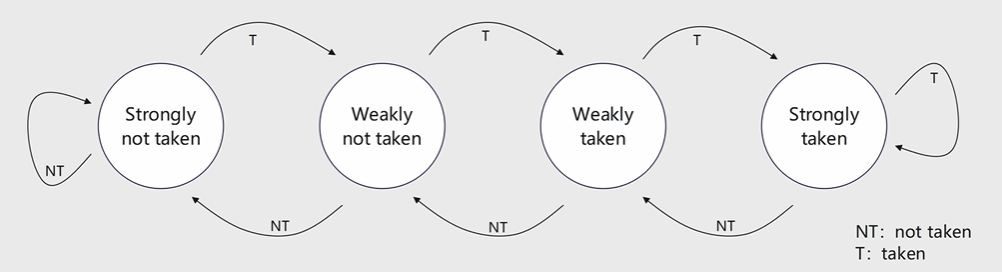 T
T
T
T
Strongly
not taken
Weakly
not taken
Weakly
taken
Strongly
taken
NT
NT
NT
NT
NT: not taken
T: taken